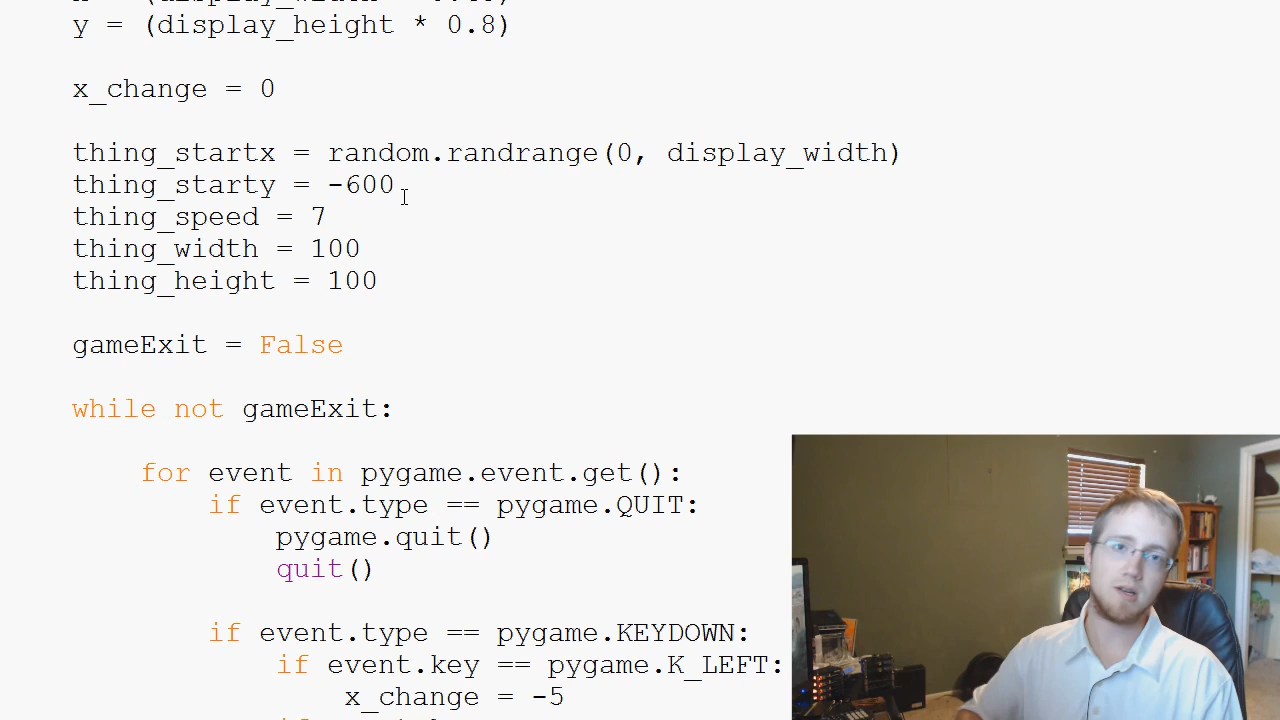 y = (display_height * 0.8)
x_change = 0
thing_startx = random.randrange(0, display_width)
thing_starty = -600
thing_speed = 7
thing_width = 100
thing_height = 100
gameExit = False
while not gameExit:
for event in pygame.event.get():
if event.type == pygame.QUIT:
pygame.quit()
quit()
if event.type == pygame.KEYDOWN:
if event.key == pygame.K_LEFT:
x_change = -5